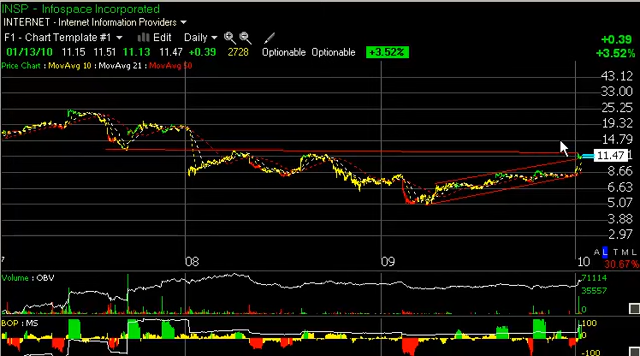 INSP - Infospace Incorporated
INTERNET - Internet Information Providers
F1 - Chart Template #1 Edit Daily
+0.39
01/13/10 11.15 11.51 11.13 11.47 +0.39 2728 Optionable Optionable +3.52% +3.52%
Price Chart : MovAvg 10 : MovAvg 21 : MovAvg 50
43.12
33.00
25.25
19.32
14.79
11.47
8.66
6.63
5.07
3.88
2.97
A L T M L
7 08 09 10 30.67%
Volume : OBV 71114
35557
BOP : MS 100
0
-100